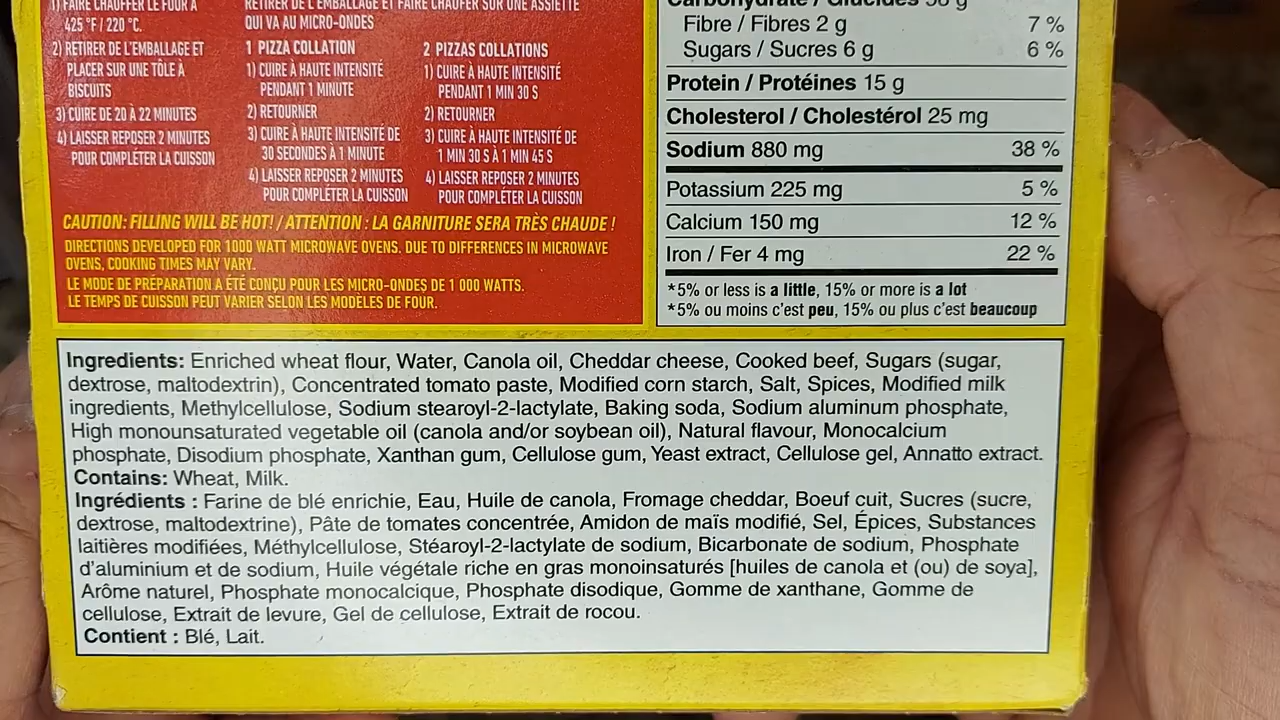 1) FAIRE CHAUFFER LE FOUR À
425 °F / 220 °C.
2) RETIRER DE L'EMBALLAGE ET
PLACER SUR UNE TÔLE À
BISCUITS
3) CUIRE DE 20 À 22 MINUTES
4) LAISSER REPOSER 2 MINUTES
POUR COMPLÉTER LA CUISSON
RETIRER DE L'EMBALLAGE ET FAIRE CHAUFFER SUR UNE ASSIETTE
QUI VA AU MICRO-ONDES
1 PIZZA COLLATION
1) CUIRE À HAUTE INTENSITÉ
PENDANT 1 MINUTE
2) RETOURNER
3) CUIRE À HAUTE INTENSITÉ DE
30 SECONDES À 1 MINUTE
4) LAISSER REPOSER 2 MINUTES
POUR COMPLÉTER LA CUISSON
2 PIZZAS COLLATIONS
1) CUIRE À HAUTE INTENSITÉ
PENDANT 1 MIN 30 S
2) RETOURNER
3) CUIRE À HAUTE INTENSITÉ DE
1 MIN 30 S À 1 MIN 45 S
4) LAISSER REPOSER 2 MINUTES
POUR COMPLÉTER LA CUISSON
CAUTION: FILLING WILL BE HOT! / ATTENTION : LA GARNITURE SERA TRÈS CHAUDE !
DIRECTIONS DEVELOPED FOR 1000 WATT MICROWAVE OVENS. DUE TO DIFFERENCES IN MICROWAVE
OVENS, COOKING TIMES MAY VARY.
LE MODE DE PRÉPARATION A ÉTÉ CONÇU POUR LES MICRO-ONDES DE 1 000 WATTS.
LE TEMPS DE CUISSON PEUT VARIER SELON LES MODÈLES DE FOUR.
Carbohydrate / Glucides
Fibre / Fibres 2 g 7 %
Sugars / Sucres 6 g 6 %
Protein / Protéines 15 g
Cholesterol / Cholestérol 25 mg
Sodium 880 mg 38 %
Potassium 225 mg 5 %
Calcium 150 mg 12 %
Iron / Fer 4 mg 22 %
*5% or less is a little, 15% or more is a lot
*5% ou moins c'est peu, 15% ou plus c'est beaucoup
Ingredients: Enriched wheat flour, Water, Canola oil, Cheddar cheese, Cooked beef, Sugars (sugar,
dextrose, maltodextrin), Concentrated tomato paste, Modified corn starch, Salt, Spices, Modified milk
ingredients, Methylcellulose, Sodium stearoyl-2-lactylate, Baking soda, Sodium aluminum phosphate,
High monounsaturated vegetable oil (canola and/or soybean oil), Natural flavour, Monocalcium
phosphate, Disodium phosphate, Xanthan gum, Cellulose gum, Yeast extract, Cellulose gel, Annatto extract.
Contains: Wheat, Milk.
Ingrédients : Farine de blé enrichie, Eau, Huile de canola, Fromage cheddar, Boeuf cuit, Sucres (sucre,
dextrose, maltodextrine), Pâte de tomates concentrée, Amidon de maïs modifié, Sel, Épices, Substances
laitières modifiées, Méthylcellulose, Stéaroyl-2-lactylate de sodium, Bicarbonate de sodium, Phosphate
d'aluminium et de sodium, Huile végétale riche en gras monoinsaturés [huiles de canola et (ou) de soya],
Arôme naturel, Phosphate monocalcique, Phosphate disodique, Gomme de xanthane, Gomme de
cellulose, Extrait de levure, Gel de cellulose, Extrait de rocou.
Contient : Blé, Lait.